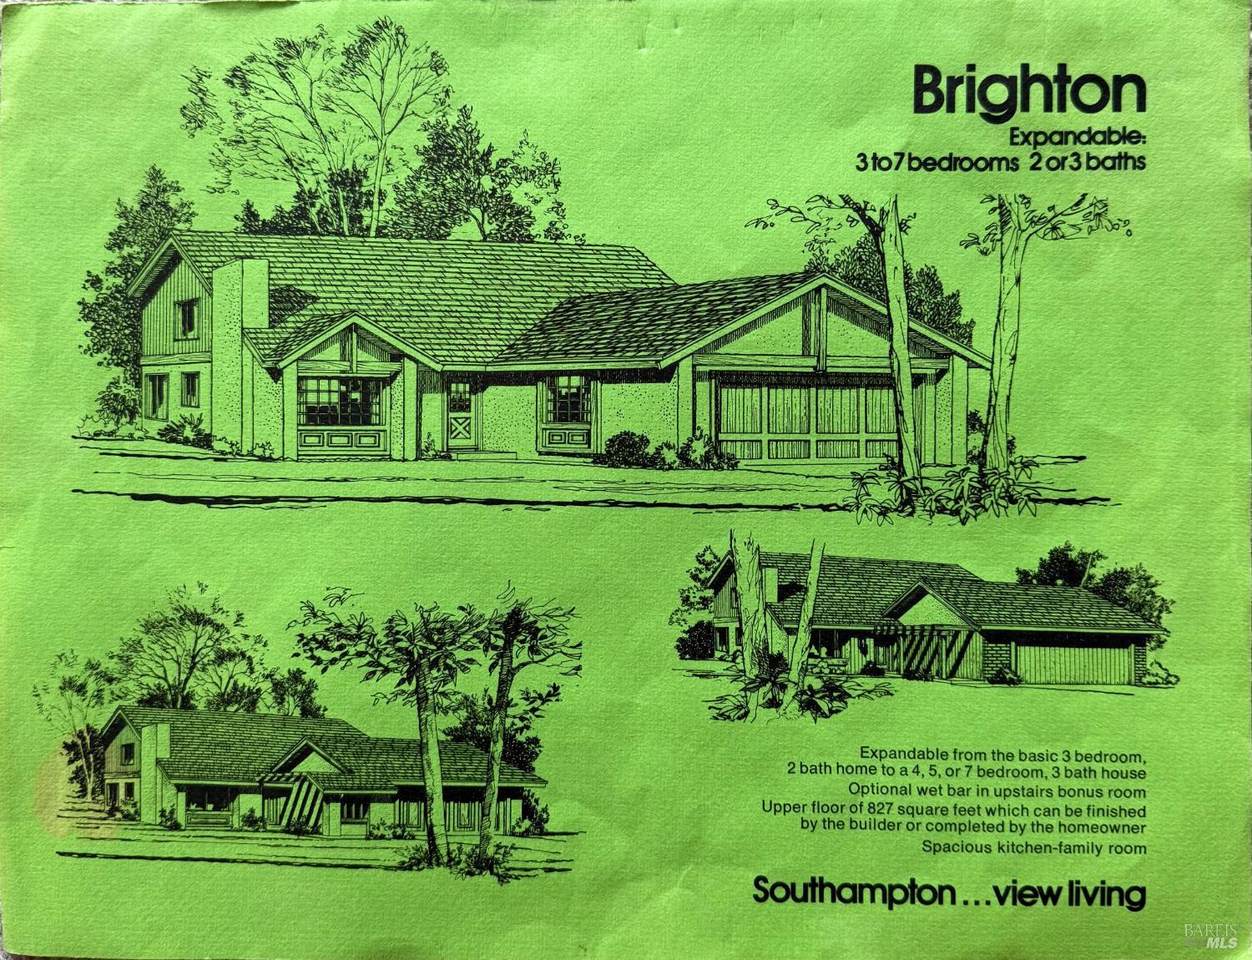 Brighton
Expandable:
3 to 7 bedrooms 2 or 3 baths
Expandable from the basic 3 bedroom,
2 bath home to a 4, 5, or 7 bedroom, 3 bath house
Optional wet bar in upstairs bonus room
Upper floor of 827 square feet which can be finished
by the builder or completed by the homeowner
Spacious kitchen-family room
Southampton...view living
BAREIS
MLS